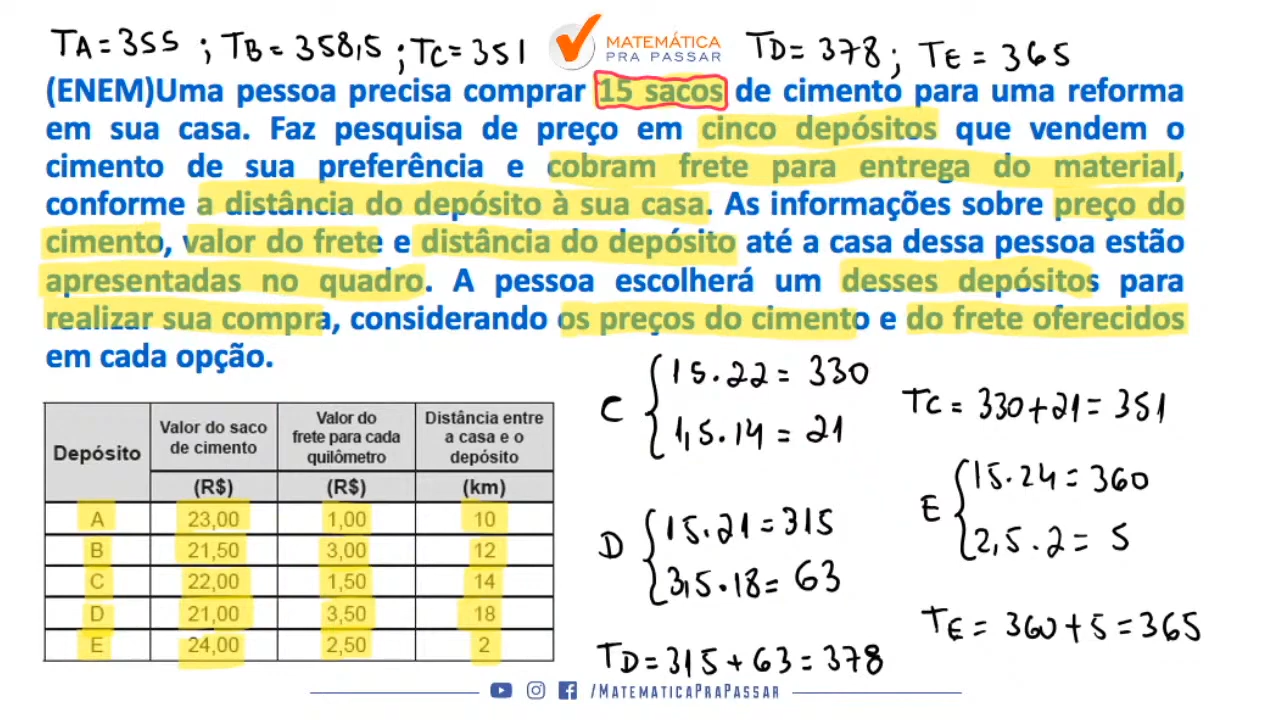 TA = 355 ; TB = 358,5 ; TC = 351
MATEMÁTICA
PRA PASSAR
TD = 378 ; TE = 365
(ENEM)Uma pessoa precisa comprar 15 sacos de cimento para uma reforma
em sua casa. Faz pesquisa de preço em cinco depósitos que vendem o
cimento de sua preferência e cobram frete para entrega do material,
conforme a distância do depósito à sua casa. As informações sobre preço do
cimento, valor do frete e distância do depósito até a casa dessa pessoa estão
apresentadas no quadro. A pessoa escolherá um desses depósitos para
realizar sua compra, considerando os preços do cimento e do frete oferecidos
em cada opção.
Depósito
Valor do saco
de cimento
(R$)
Valor do
frete para cada
quilômetro
(R$)
Distância entre
a casa e o
depósito
(km)
A 23,00 1,00 10
B 21,50 3,00 12
C 22,00 1,50 14
D 21,00 3,50 18
E 24,00 2,50 2
C { 15.22 = 330
1,5.14 = 21
TC = 330 + 21 = 351
D { 15.21 = 315
3,5.18 = 63
TD = 315 + 63 = 378
E { 15.24 = 360
2,5.2 = 5
TE = 360 + 5 = 365
/MATEMATICAPRAPASSAR